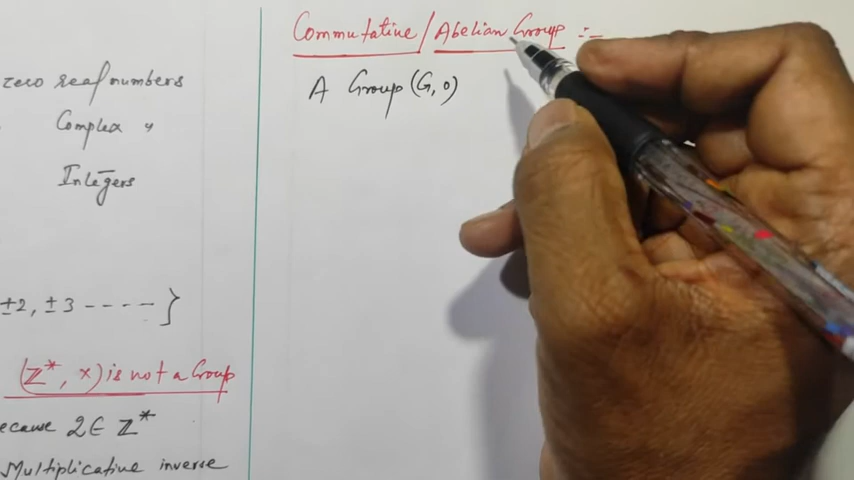 zero real numbers
Complex "
Integers
±2, ±3 ---- }
(ℤ*, ×) is not a Group
ecause 2 ∈ ℤ*
Multiplicative inverse
Commutative / Abelian Group :-
A Group (G, o)